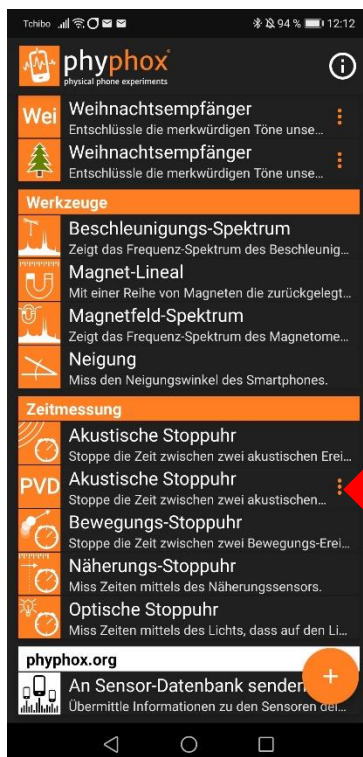 Tchibo 94 % 12:12
phyphox
physical phone experiments
Wei Weihnachtsempfänger
Entschlüssle die merkwürdigen Töne unse...
Weihnachtsempfänger
Entschlüssle die merkwürdigen Töne unse...
Werkzeuge
Beschleunigungs-Spektrum
Zeigt das Frequenz-Spektrum des Beschleunig...
Magnet-Lineal
Mit einer Reihe von Magneten die zurückgelegt...
Magnetfeld-Spektrum
Zeigt das Frequenz-Spektrum des Magnetome...
Neigung
Miss den Neigungswinkel des Smartphones.
Zeitmessung
Akustische Stoppuhr
Stoppe die Zeit zwischen zwei akustischen Erei...
PVD Akustische Stoppuhr
Stoppe die Zeit zwischen zwei akustischen...
Bewegungs-Stoppuhr
Stoppe die Zeit zwischen zwei Bewegungs-Erei...
Näherungs-Stoppuhr
Miss Zeiten mittels des Näherungssensors.
Optische Stoppuhr
Miss Zeiten mittels des Lichts, dass auf den Li...
phyphox.org
An Sensor-Datenbank senden
Übermittle Informationen zu den Sensoren dei...